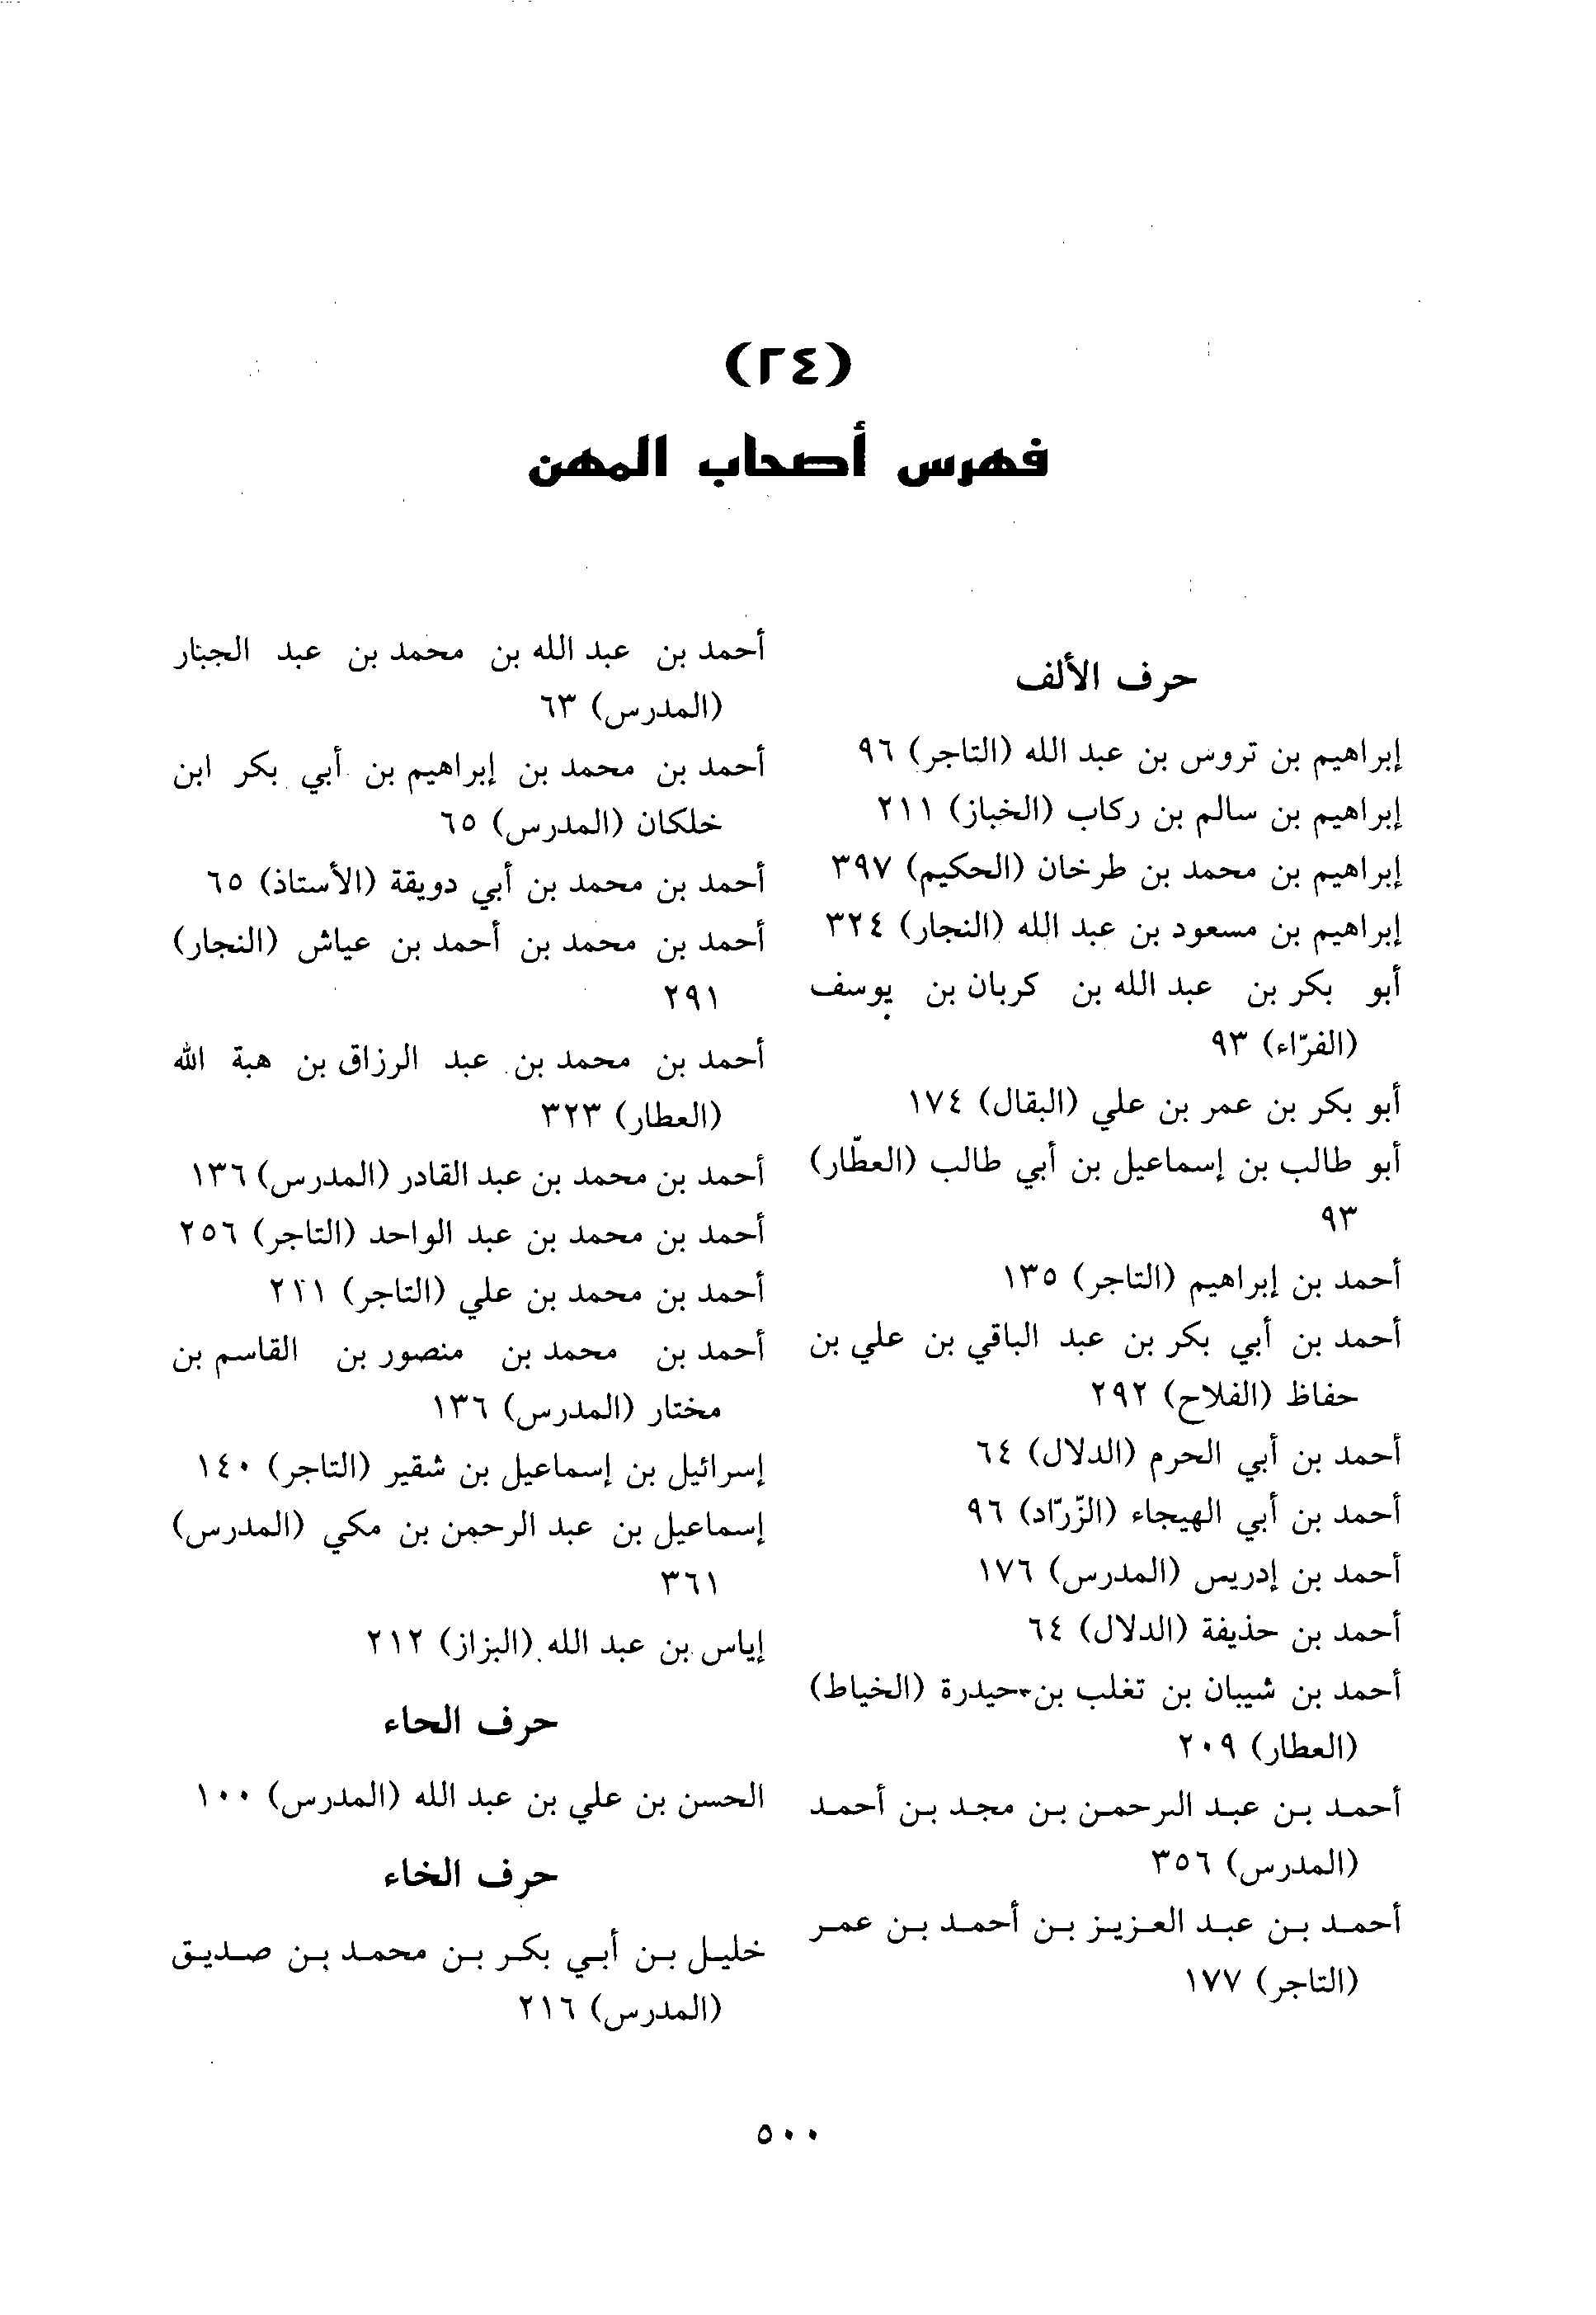 (٢٤)
فهرس أصحاب المهن
حرف الألف
إبراهيم بن تروس بن عبد الله (التاجر) ٩٦
إبراهيم بن سالم بن ركاب (الخباز) ٢١١
إبراهيم بن محمد بن طرخان (الحكيم) ٣٩٧
إبراهيم بن مسعود بن عبد الله (النجار) ٣٢٤
أبو بكر بن عبد الله بن كربان بن يوسف
(الفرّاء) ٩٣
أبو بكر بن عمر بن علي (البقال) ١٧٤
أبو طالب بن إسماعيل بن أبي طالب (العطّار)
٩٣
أحمد بن إبراهيم (التاجر) ١٣٥
أحمد بن أبي بكر بن عبد الباقي بن علي بن
حفاظ (الفلاح) ٢٩٢
أحمد بن أبي الحرم (الدلال) ٦٤
أحمد بن أبي الهيجاء (الزّرّاد) ٩٦
أحمد بن إدريس (المدرس) ١٧٦
أحمد بن حذيفة (الدلال) ٦٤
أحمد بن شيبان بن تغلب بن حيدرة (الخياط)
(العطار) ٢٠٩
أحمد بن عبد الرحمن بن مجد بن أحمد
(المدرس) ٣٥٦
أحمد بن عبد العزيز بن أحمد بن عمر
(التاجر) ١٧٧
أحمد بن عبد الله بن محمد بن عبد الجبار
(المدرس) ٦٣
أحمد بن محمد بن إبراهيم بن أبي بكر ابن
خلكان (المدرس) ٦٥
أحمد بن محمد بن أبي دويقة (الأستاذ) ٦٥
أحمد بن محمد بن أحمد بن عياش (النجار)
٢٩١
أحمد بن محمد بن عبد الرزاق بن هبة الله
(العطار) ٣٢٣
أحمد بن محمد بن عبد القادر (المدرس) ١٣٦
أحمد بن محمد بن عبد الواحد (التاجر) ٢٥٦
أحمد بن محمد بن علي (التاجر)
أحمد بن محمد بن منصور بن القاسم بن
مختار (المدرس) ١٣٦
إسرائيل بن إسماعيل بن شقير (التاجر) ١٤٠
إسماعيل بن عبد الرحمن بن مكي (المدرس)
٣٦١
إياس بن عبد الله (البزاز) ٢١٢
حرف الحاء
الحسن بن علي بن عبد الله (المدرس) ١٠٠
حرف الخاء
خليل بن أبي بكر بن محمد بن صديق
(المدرس) ٢١٦
٥٠٠